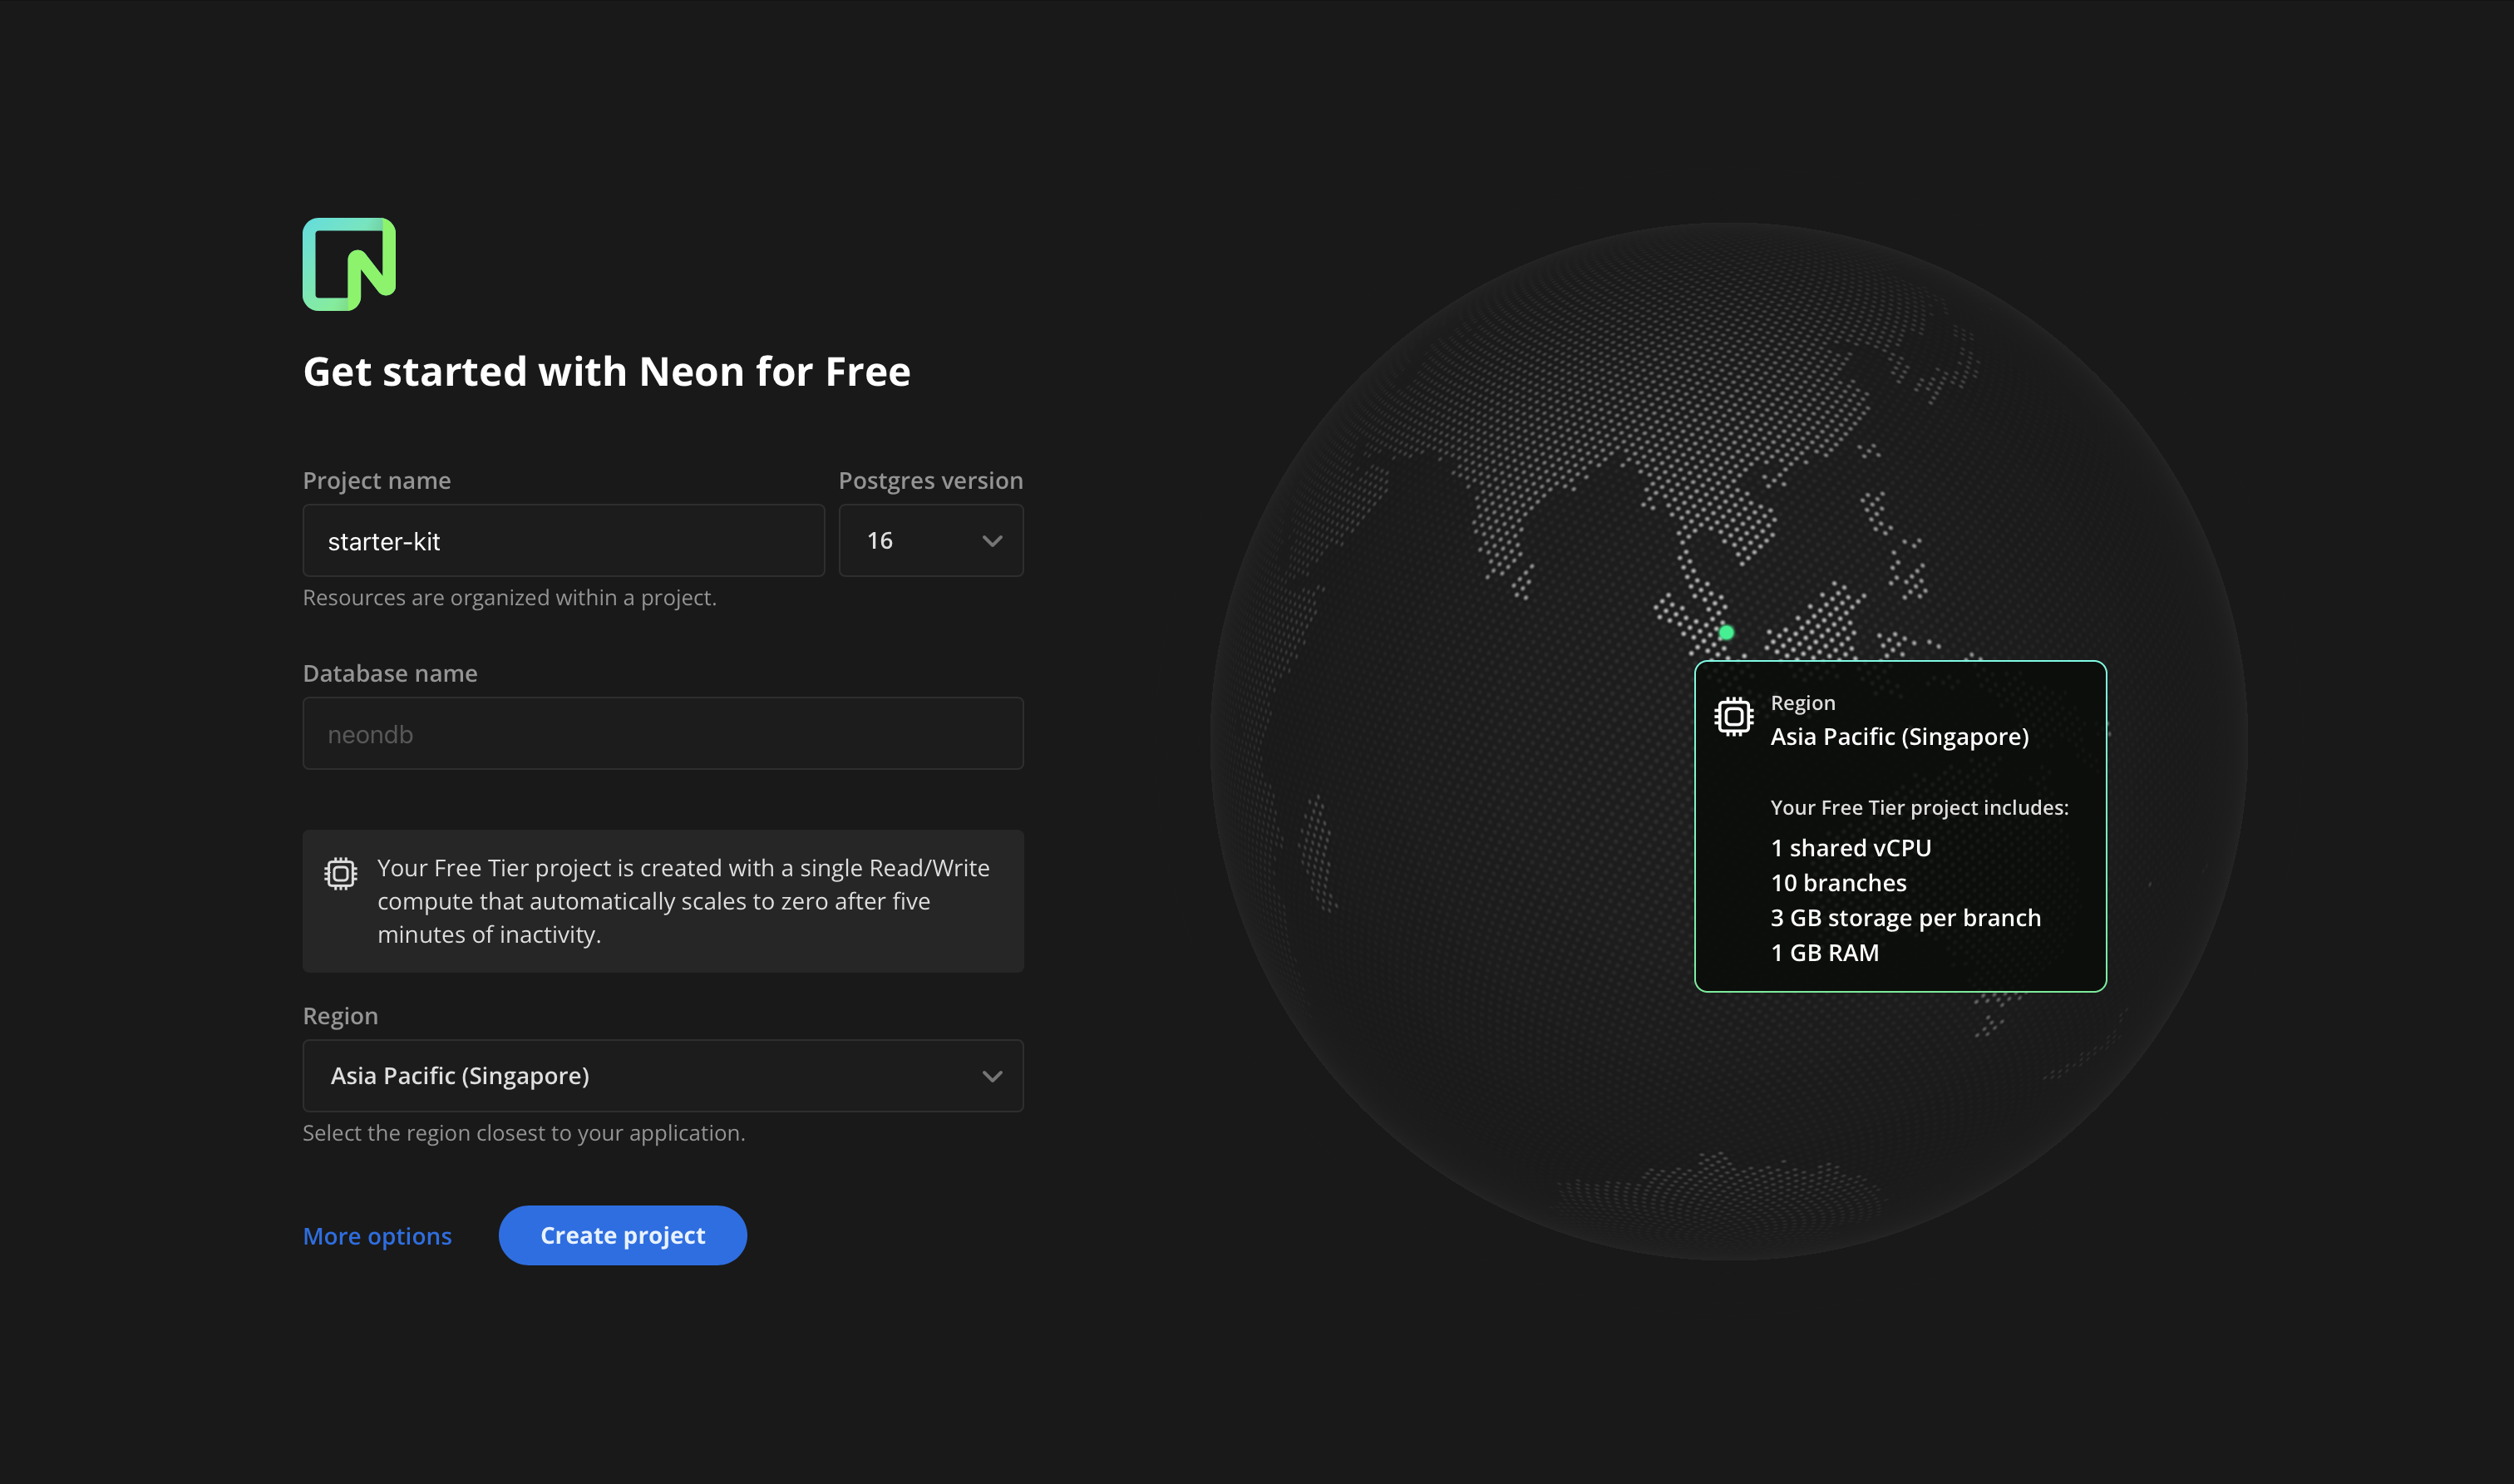 Get started with Neon for Free
Project name
Postgres version
starter-kit
16
Resources are organized within a project.
Database name
neondb
Your Free Tier project is created with a single Read/Write
compute that automatically scales to zero after five
minutes of inactivity.
Region
Asia Pacific (Singapore)
Select the region closest to your application.
More options
Create project
Region
Asia Pacific (Singapore)
Your Free Tier project includes:
1 shared vCPU
10 branches
3 GB storage per branch
1 GB RAM